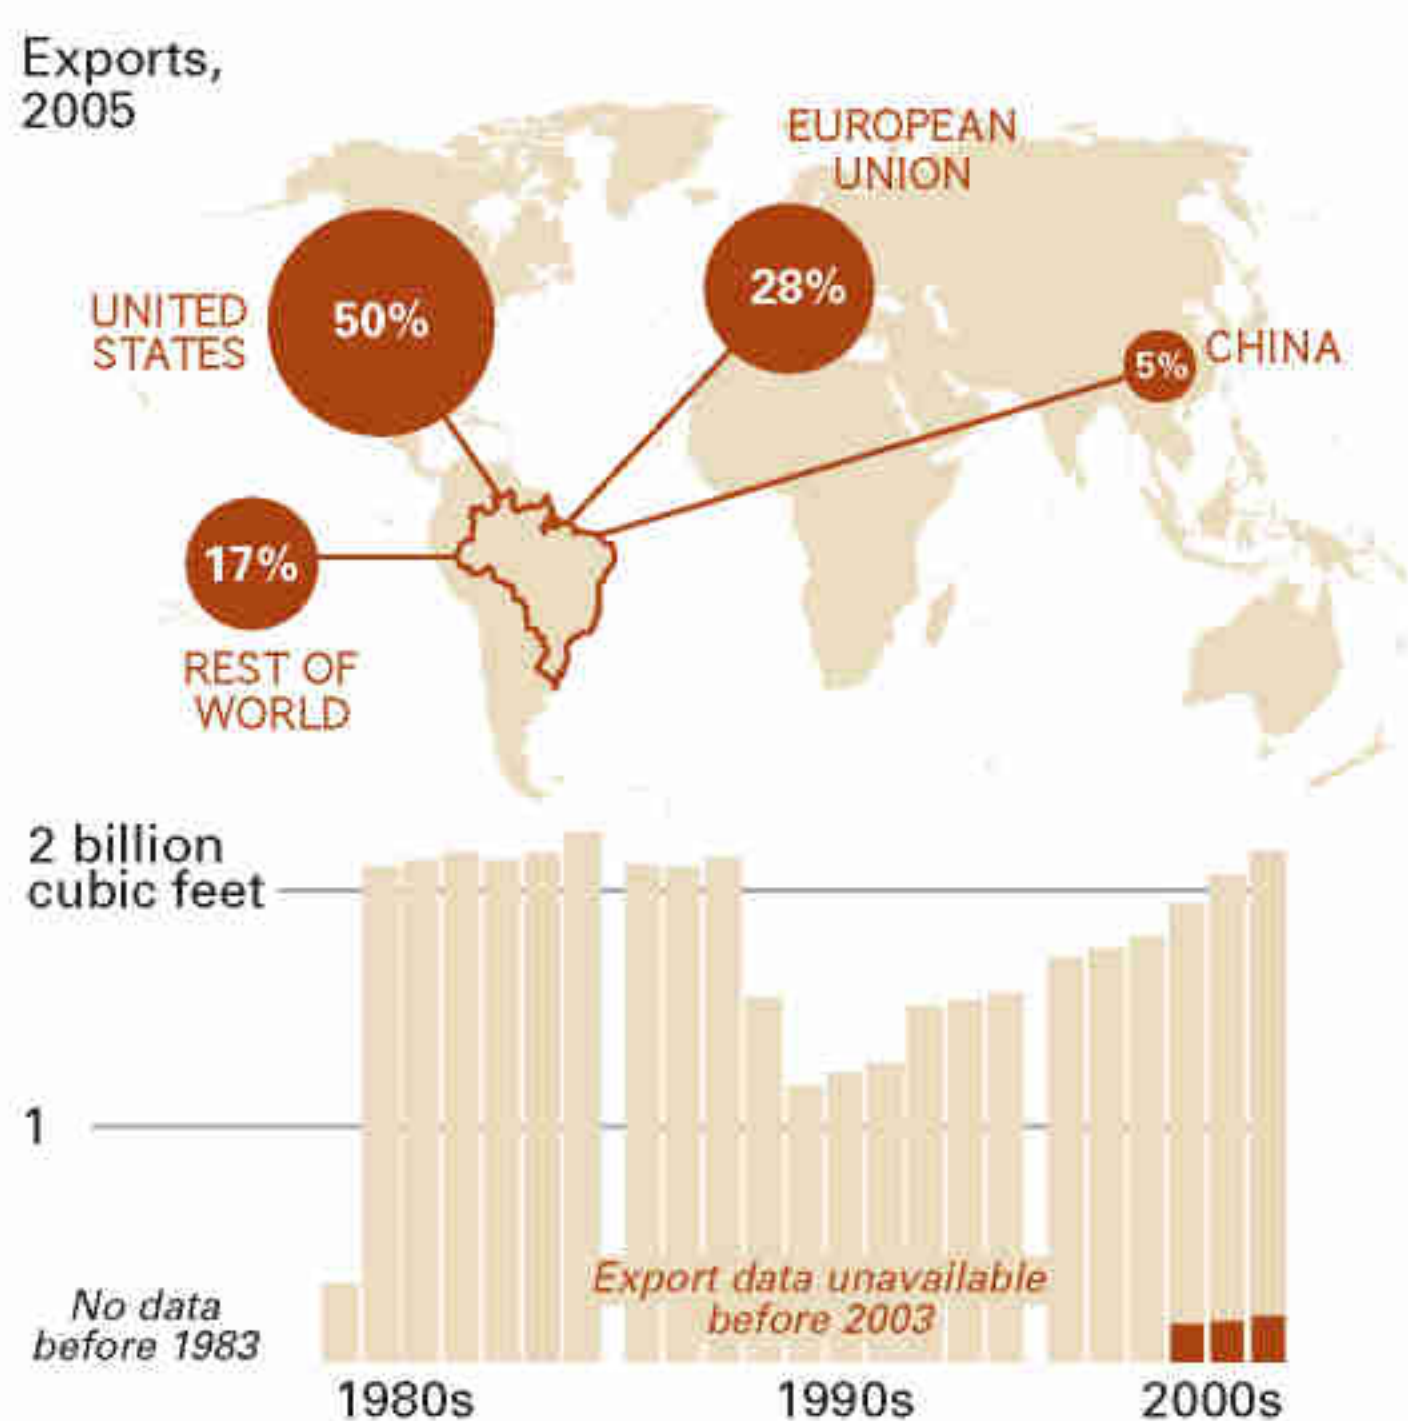 Exports,
2005
EUROPEAN
UNION
28%
UNITED
STATES
50%
5%
CHINA
17%
REST OF
WORLD
2 billion
cubic feet
1
No data
before 1983
Export data unavailable
before 2003
1980s
1990s
2000s